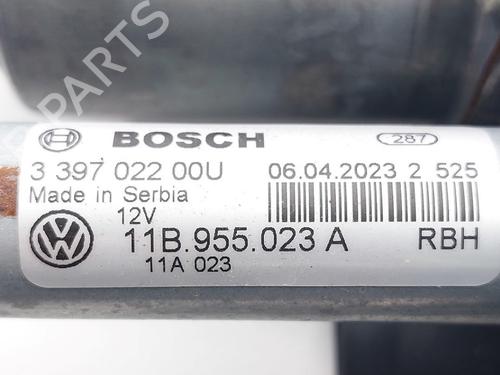 PARTS
BOSCH 287
3 397 022 00U 06.04.2023 2 525
Made in Serbia
12V
11B.955.023 A RBH
11A 023